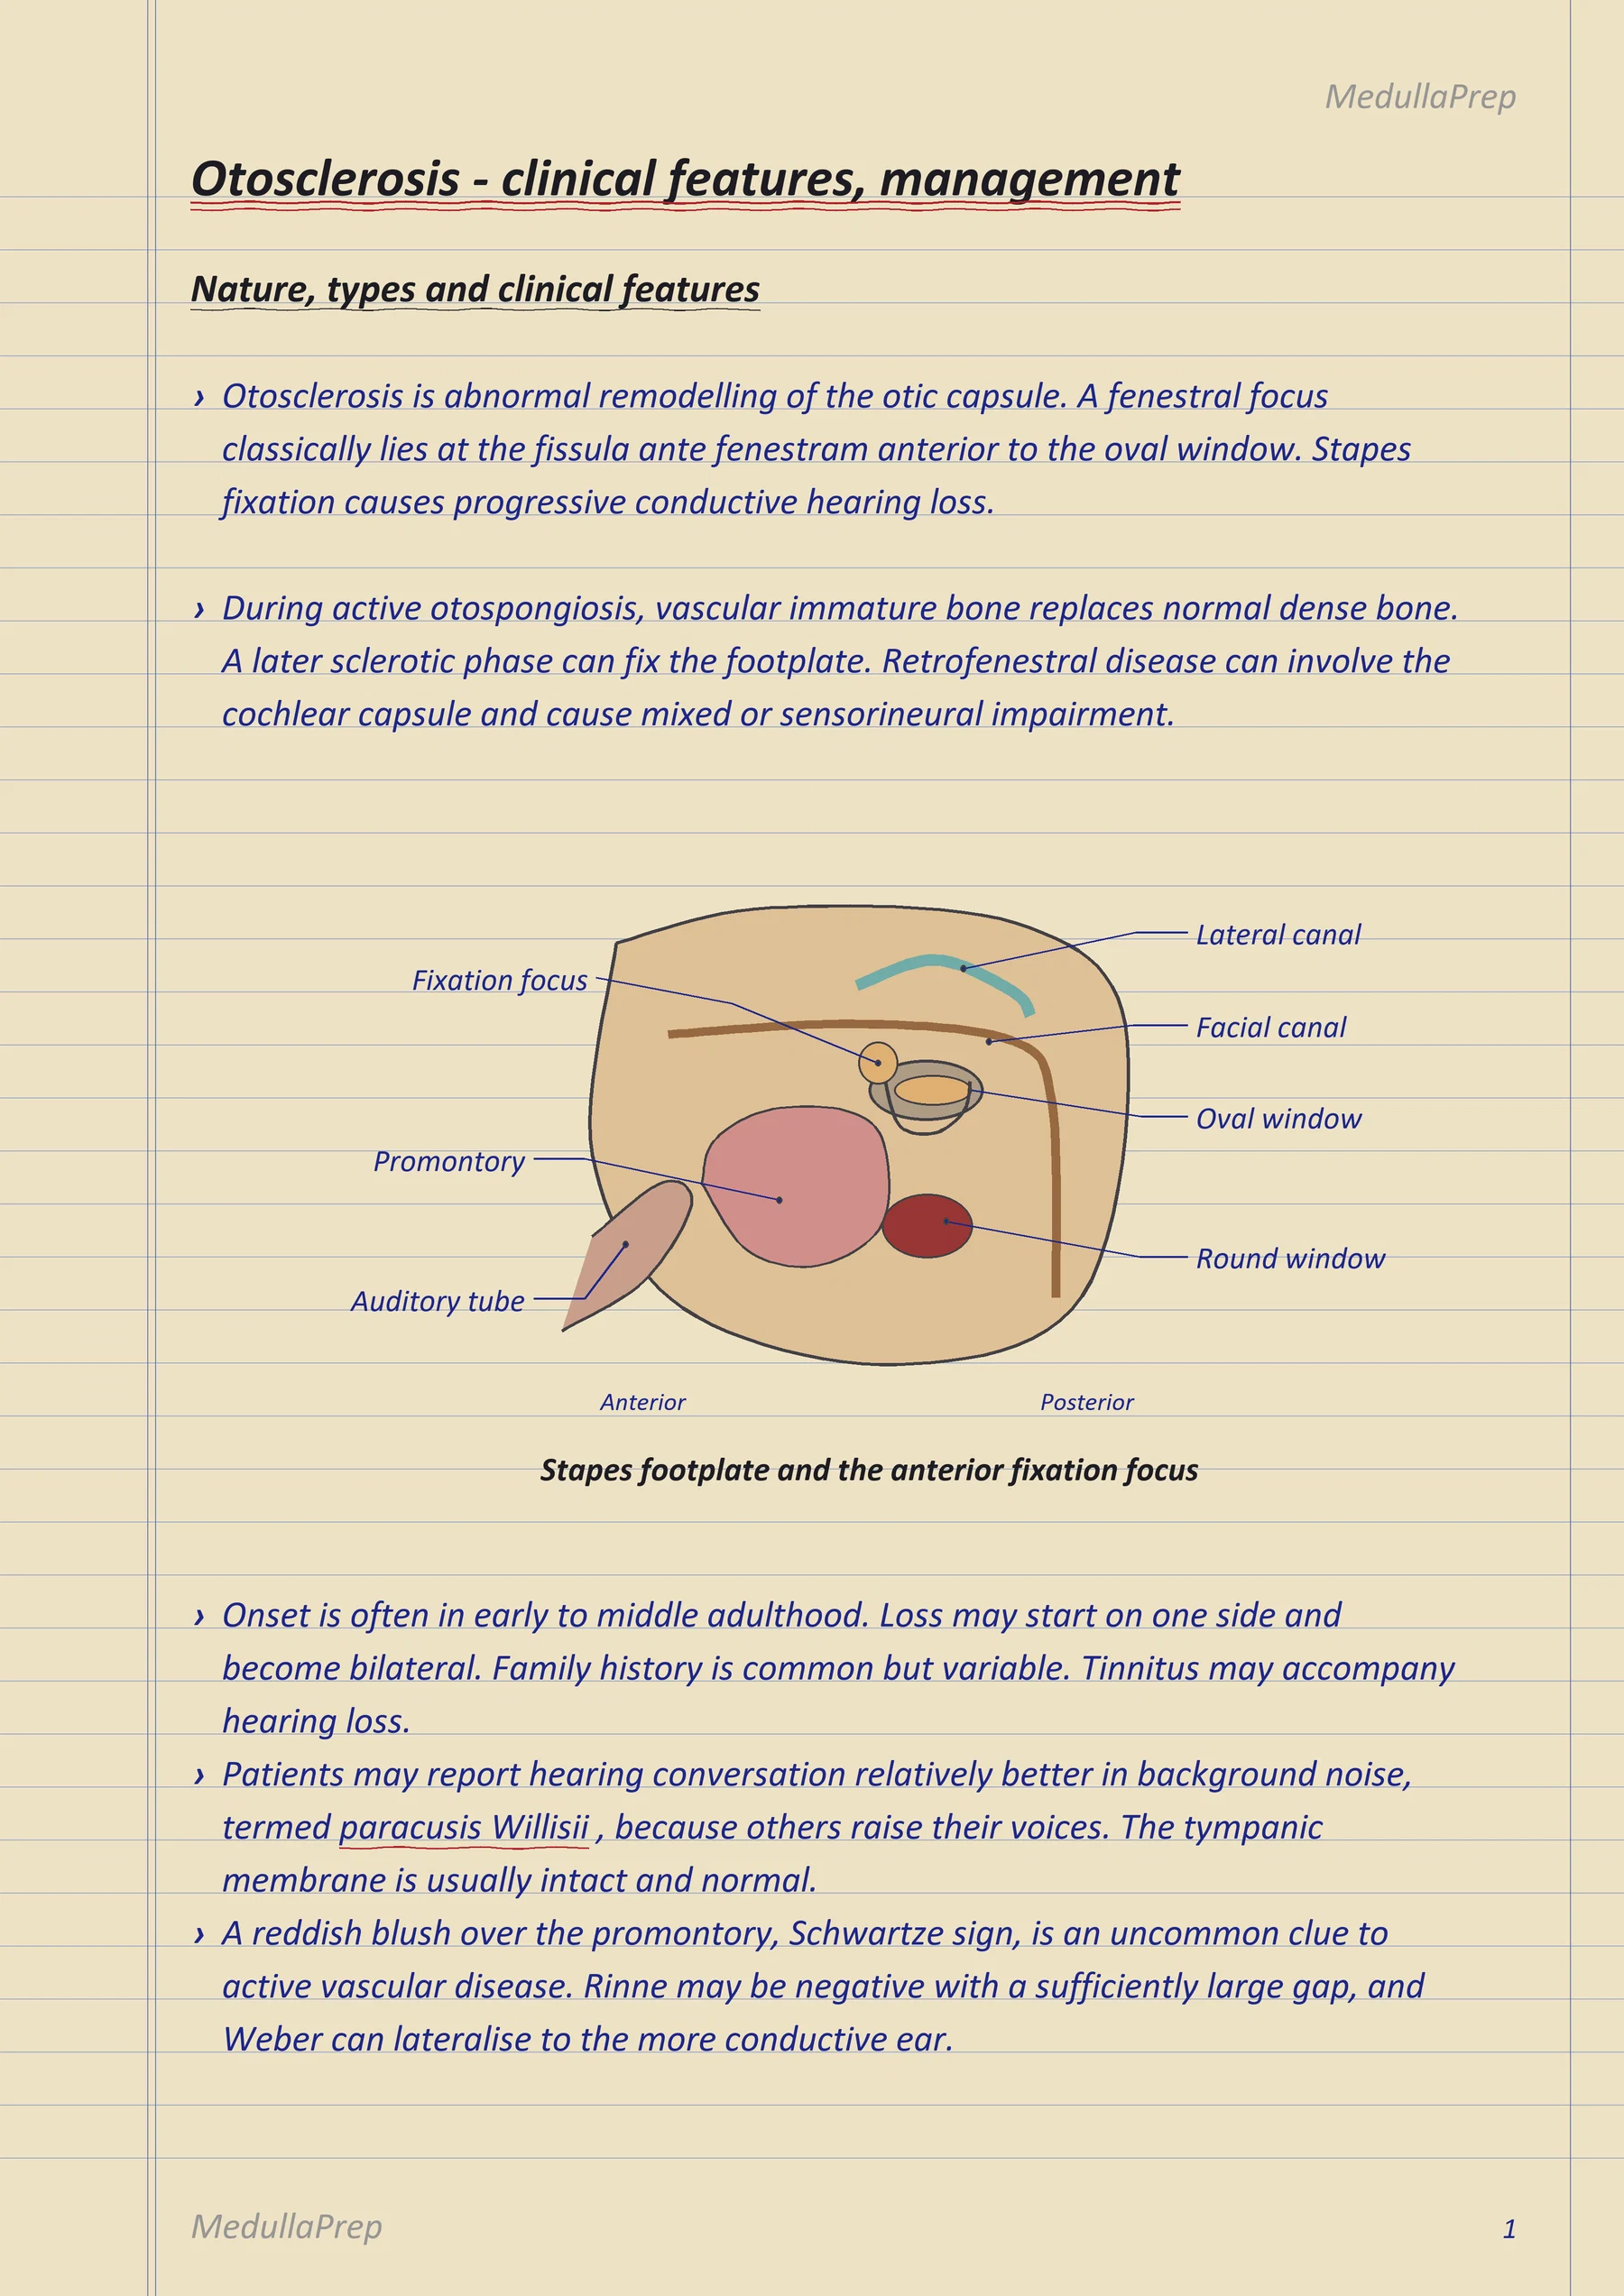 MedullaPrep
Otosclerosis - clinical features, management
Nature, types and clinical features
› Otosclerosis is abnormal remodelling of the otic capsule. A fenestral focus
classically lies at the fissula ante fenestram anterior to the oval window. Stapes
fixation causes progressive conductive hearing loss.
› During active otospongiosis, vascular immature bone replaces normal dense bone.
A later sclerotic phase can fix the footplate. Retrofenestral disease can involve the
cochlear capsule and cause mixed or sensorineural impairment.
Lateral canal
Fixation focus
Facial canal
Oval window
Promontory
Round window
Auditory tube
Anterior Posterior
Stapes footplate and the anterior fixation focus
› Onset is often in early to middle adulthood. Loss may start on one side and
become bilateral. Family history is common but variable. Tinnitus may accompany
hearing loss.
› Patients may report hearing conversation relatively better in background noise,
termed paracusis Willisii , because others raise their voices. The tympanic
membrane is usually intact and normal.
› A reddish blush over the promontory, Schwartze sign, is an uncommon clue to
active vascular disease. Rinne may be negative with a sufficiently large gap, and
Weber can lateralise to the more conductive ear.
MedullaPrep 1